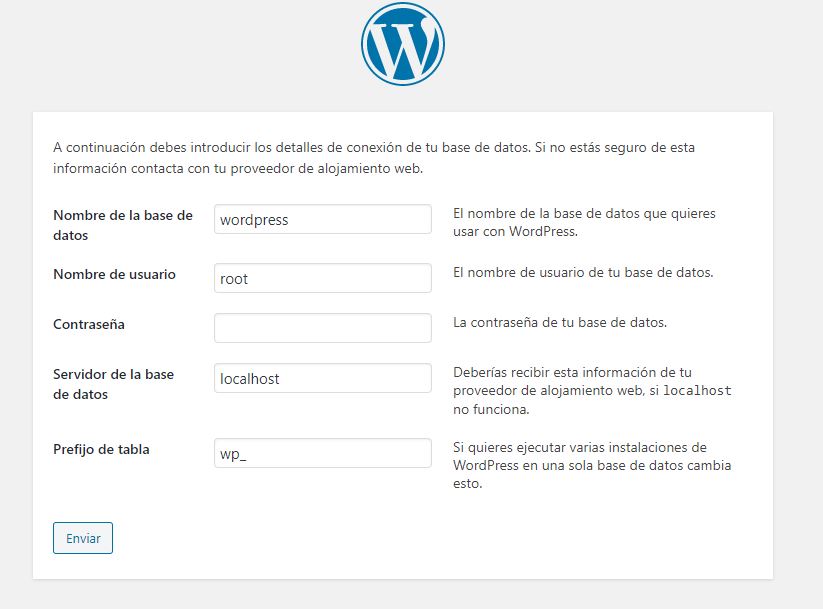 A continuación debes introducir los detalles de conexión de tu base de datos. Si no estás seguro de esta
información contacta con tu proveedor de alojamiento web.
Nombre de la base de
datos
wordpress
El nombre de la base de datos que quieres
usar con WordPress.
Nombre de usuario
root
El nombre de usuario de tu base de datos.
Contraseña
La contraseña de tu base de datos.
Servidor de la base
de datos
localhost
Deberías recibir esta información de tu
proveedor de alojamiento web, si localhost
no funciona.
Prefijo de tabla
wp_
Si quieres ejecutar varias instalaciones de
WordPress en una sola base de datos cambia
esto.
Enviar